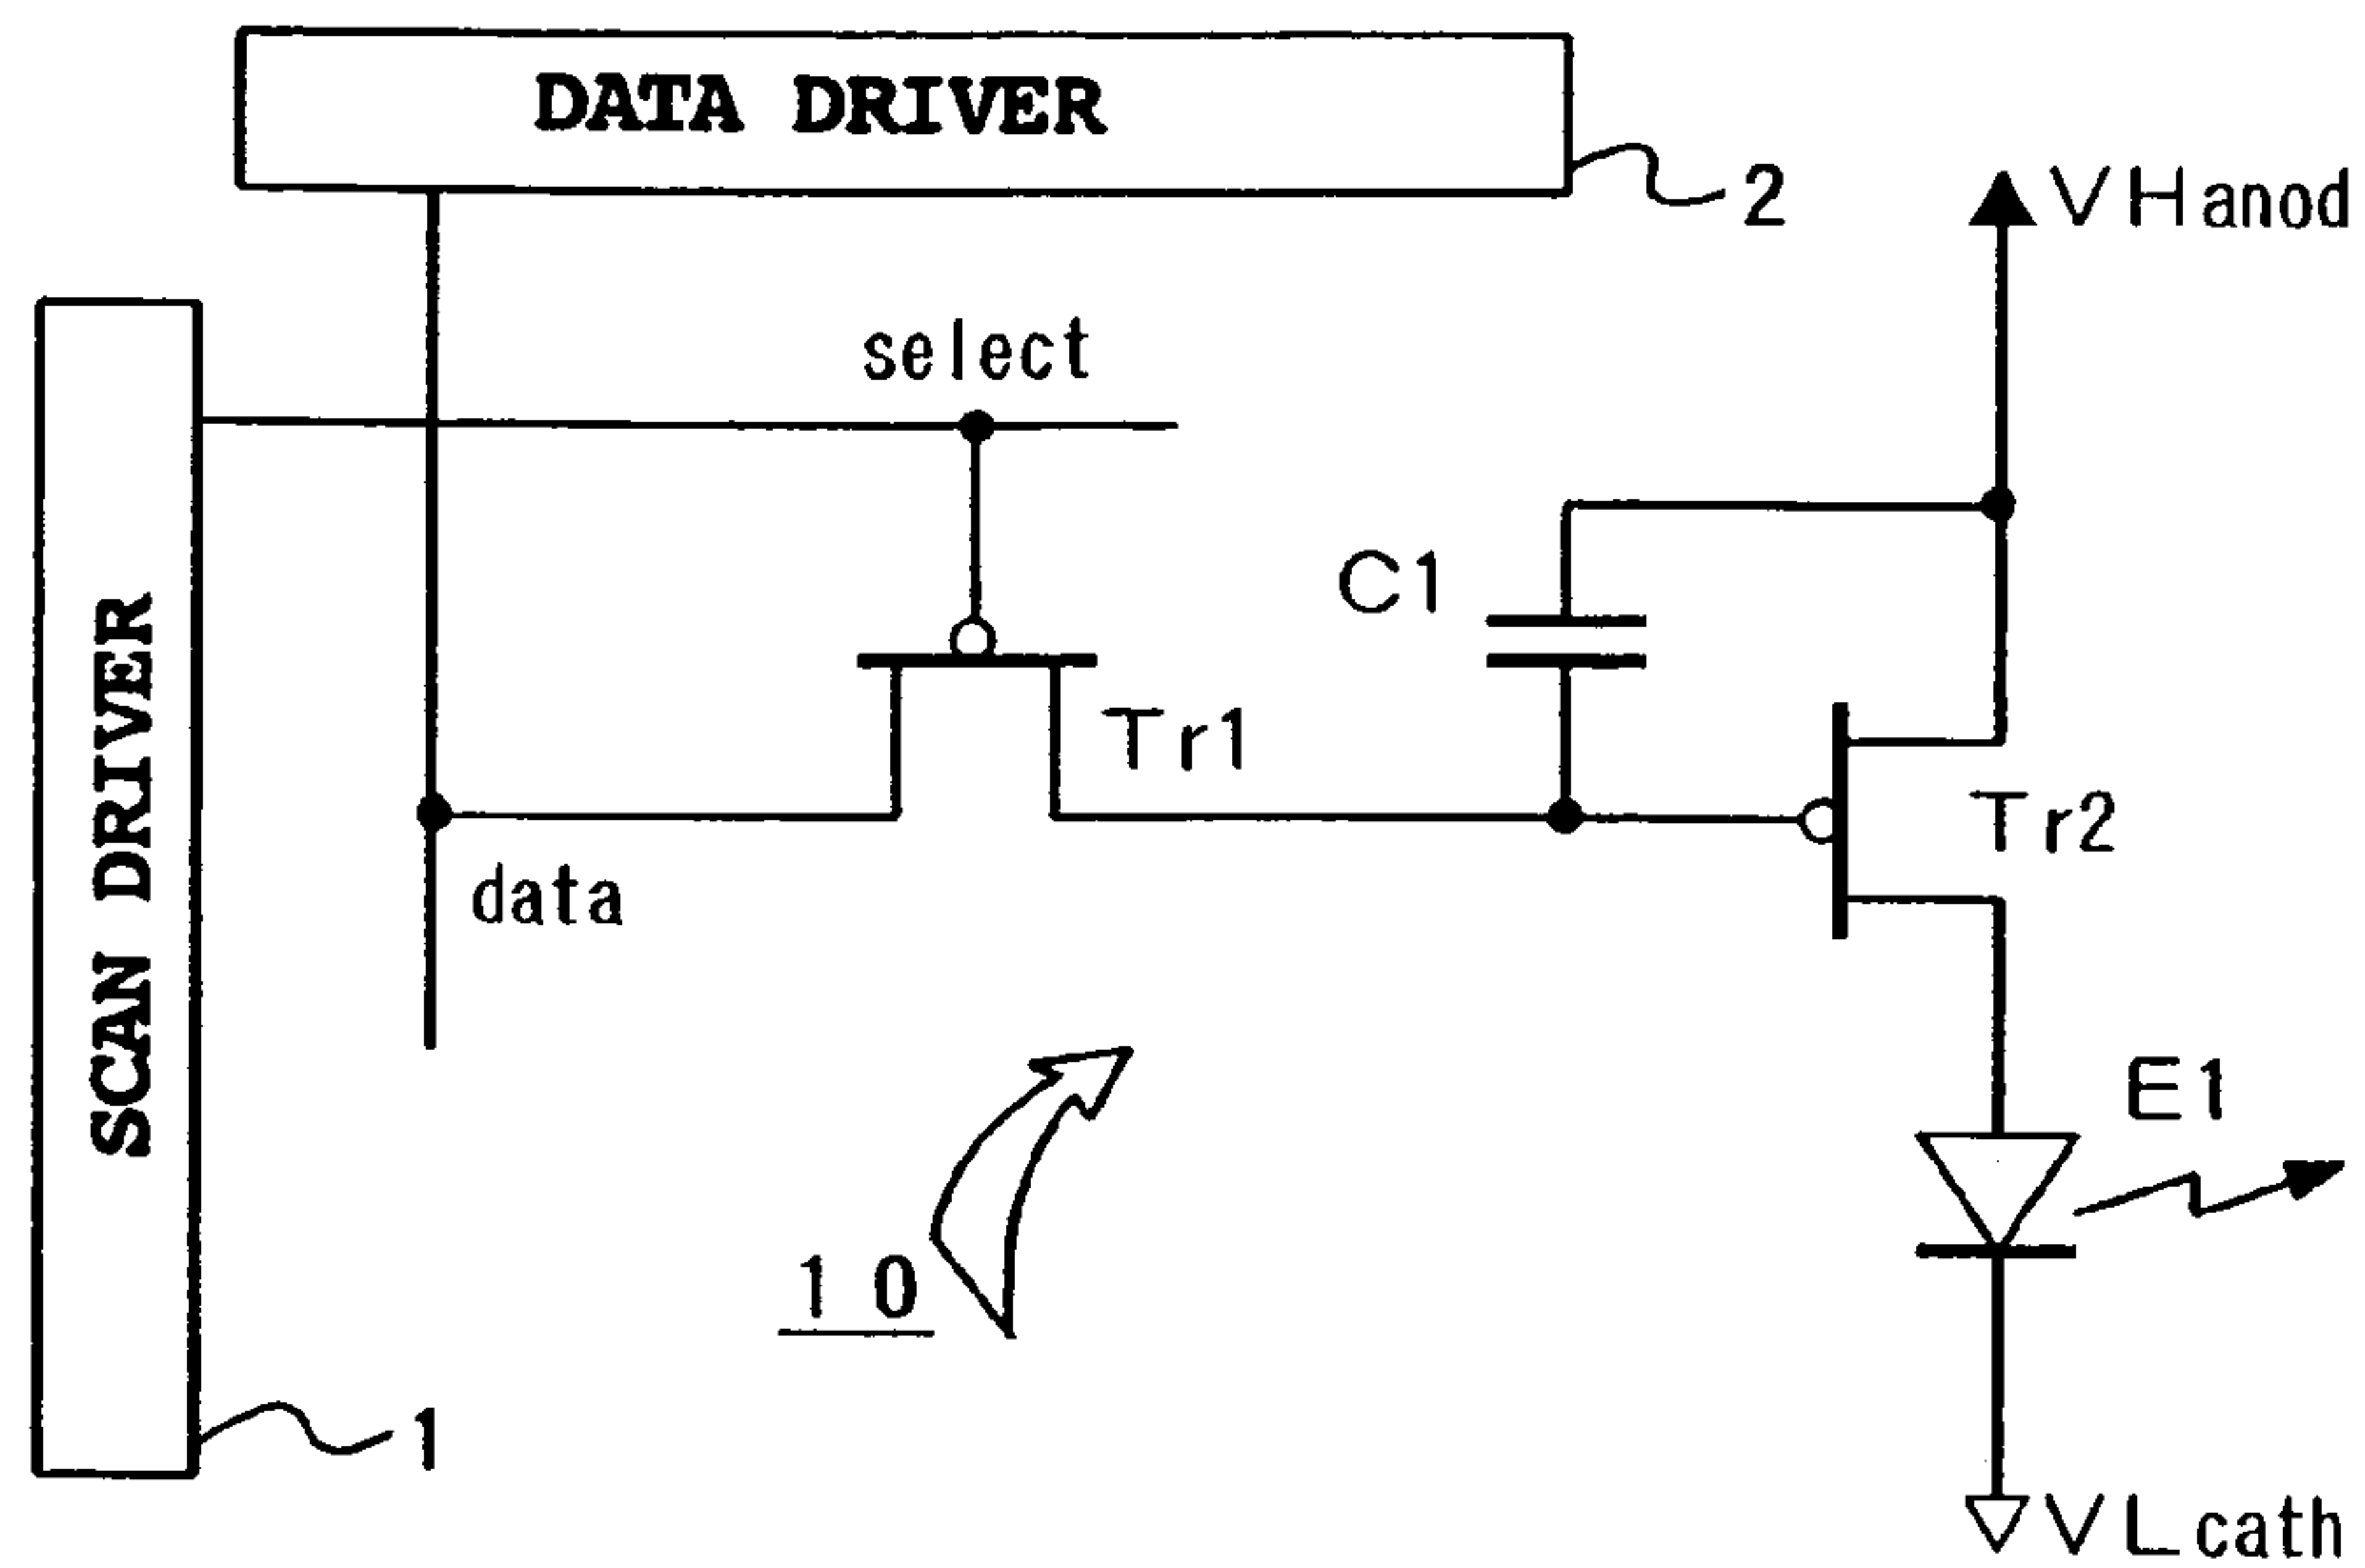 DATA DRIVER
2
VHanod
select
C1
SCAN DRIVER
Tr1
Tr2
data
E1
10
1
VLcath